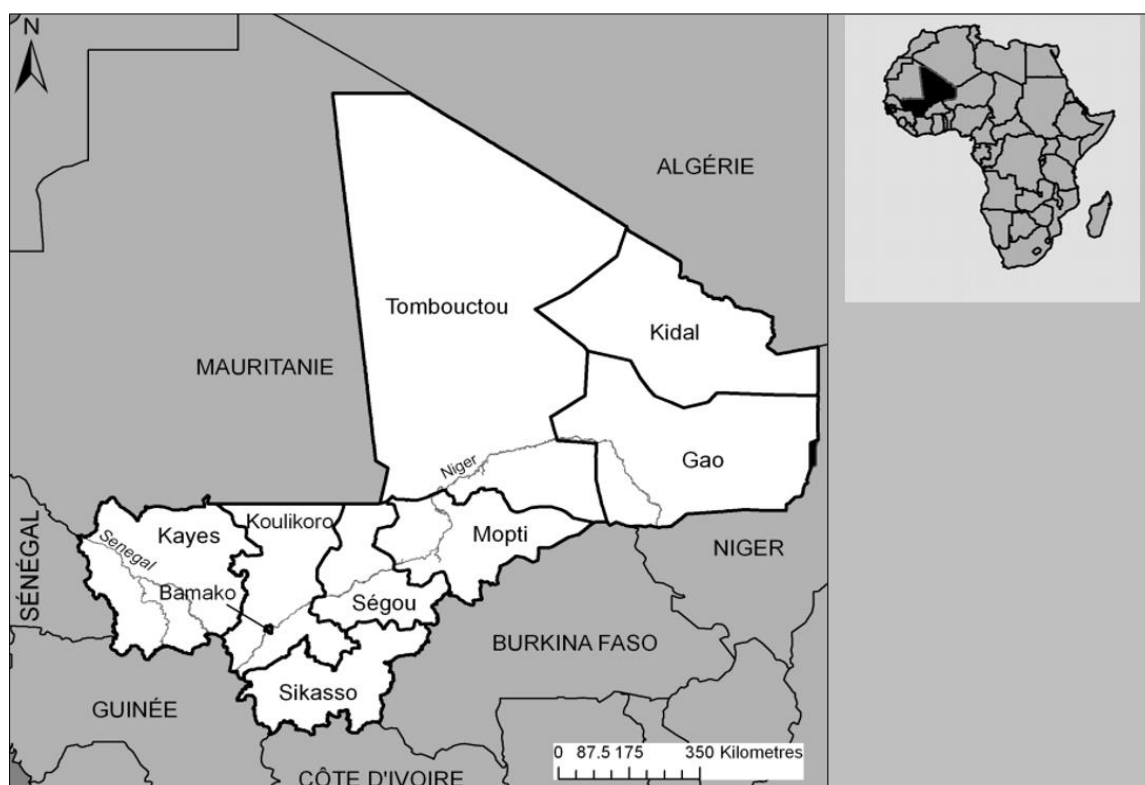 N
ALGÉRIE
Tombouctou
Kidal
MAURITANIE
Gao
Niger
Koulikoro
Kayes
Mopti
SÉNÉGAL
Senegal
NIGER
Bamako
Ségou
BURKINA FASO
Sikasso
GUINÉE
0 87.5 175 350 Kilometres
CÔTE D'IVOIRE